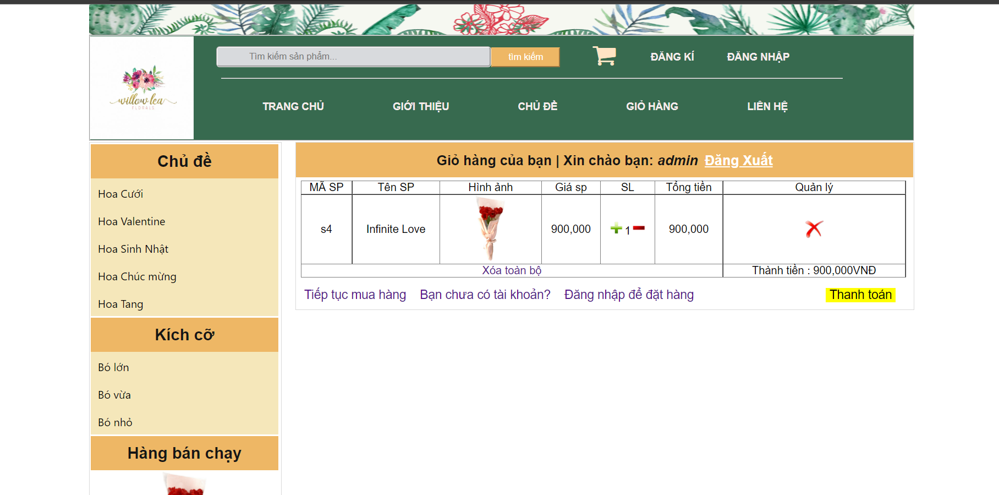 Tìm kiếm sản phẩm...
tìm kiếm
ĐĂNG KÍ
ĐĂNG NHẬP
willow lea
FLORALS
TRANG CHỦ
GIỚI THIỆU
CHỦ ĐỀ
GIỎ HÀNG
LIÊN HỆ
Chủ đề
Hoa Cưới
Hoa Valentine
Hoa Sinh Nhật
Hoa Chúc mừng
Hoa Tang
Kích cỡ
Bó lớn
Bó vừa
Bó nhỏ
Hàng bán chạy
Giỏ hàng của bạn | Xin chào bạn: admin Đăng Xuất
MÃ SP Tên SP Hình ảnh Giá sp SL Tổng tiền Quản lý
s4 Infinite Love 900,000 1 900,000
Xóa toàn bộ Thành tiền : 900,000VNĐ
Tiếp tục mua hàng Bạn chưa có tài khoản? Đăng nhập để đặt hàng Thanh toán